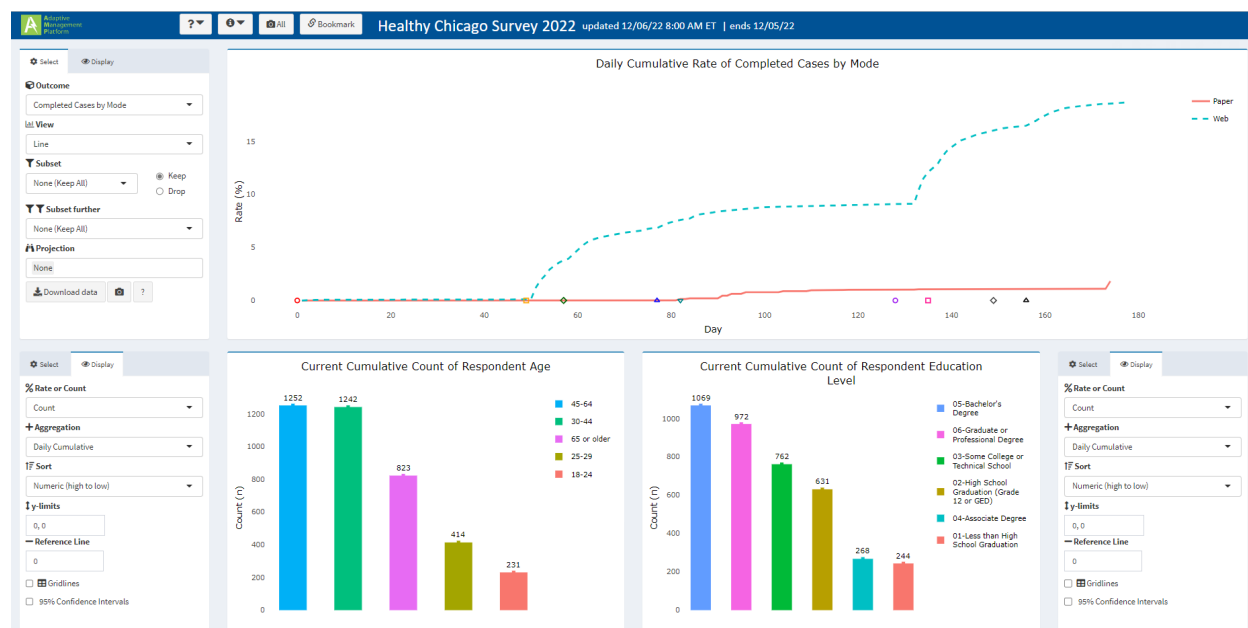 Adaptive
Management
Platform
?
All
Bookmark
Healthy Chicago Survey 2022 updated 12/06/22 8:00 AM ET | ends 12/05/22
Select
Display
Outcome
Completed Cases by Mode
View
Line
Subset
None (Keep All)
Keep
Drop
Subset further
None (Keep All)
Projection
None
Download data
?
Daily Cumulative Rate of Completed Cases by Mode
Paper
Web
15
10
5
0
Rate (%)
0 20 40 60 80 100 120 140 160 180
Day
Select
Display
% Rate or Count
Count
Aggregation
Daily Cumulative
Sort
Numeric (high to low)
y-limits
0, 0
Reference Line
0
Gridlines
95% Confidence Intervals
Current Cumulative Count of Respondent Age
1252
1242
823
414
231
45-64
30-44
65 or older
25-29
18-24
1200
1000
800
600
400
200
0
Count (n)
Current Cumulative Count of Respondent Education
Level
1069
972
762
631
268
244
05-Bachelor's
Degree
06-Graduate or
Professional Degree
03-Some College or
Technical School
02-High School
Graduation (Grade
12 or GED)
04-Associate Degree
01-Less than High
School Graduation
1000
800
600
400
200
0
Count (n)
Select
Display
% Rate or Count
Count
Aggregation
Daily Cumulative
Sort
Numeric (high to low)
y-limits
0, 0
Reference Line
0
Gridlines
95% Confidence Intervals